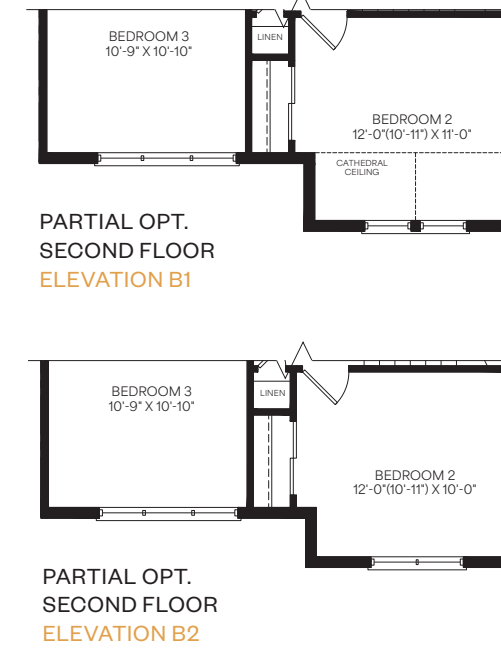 BEDROOM 3
10'-9" X 10'-10"
LINEN
BEDROOM 2
12'-0"(10'-11") X 11'-0"
CATHEDRAL
CEILING
PARTIAL OPT.
SECOND FLOOR
ELEVATION B1
BEDROOM 3
10'-9" X 10'-10"
LINEN
BEDROOM 2
12'-0"(10'-11") X 10'-0"
PARTIAL OPT.
SECOND FLOOR
ELEVATION B2